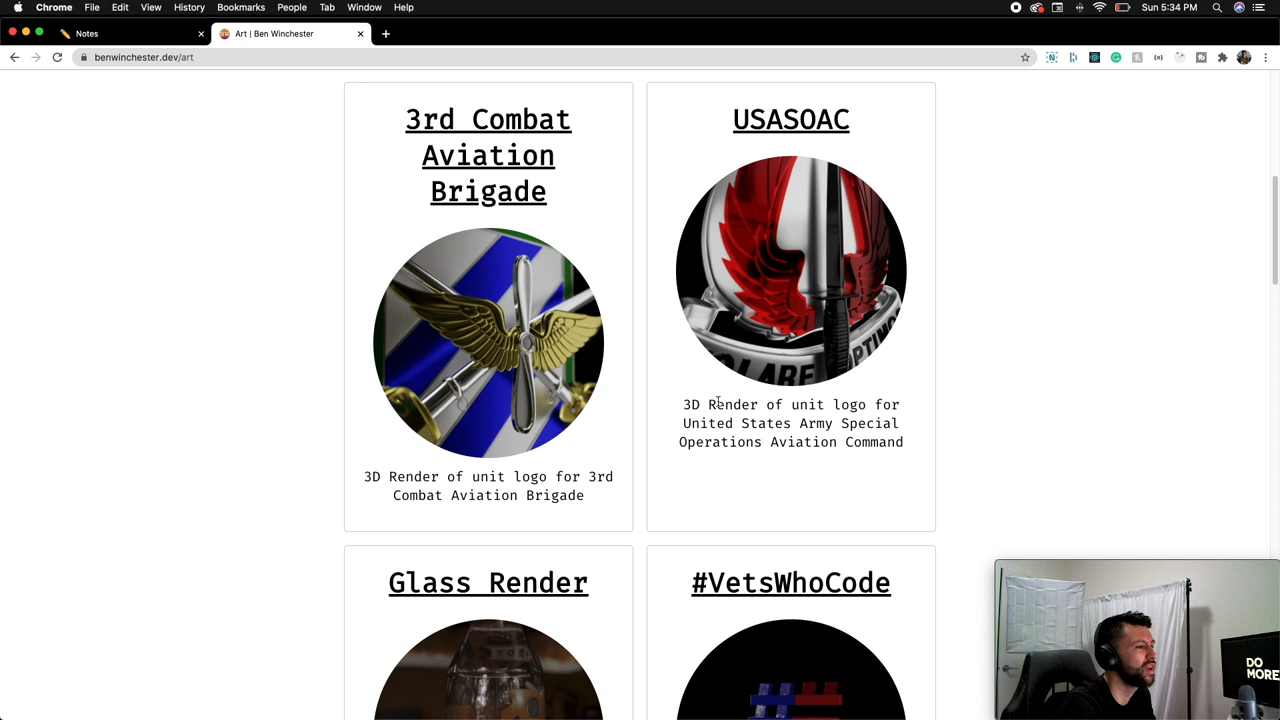 Chrome File Edit View History Bookmarks People Tab Window Help Sun 5:34 PM
Notes Art | Ben Winchester
benwinchester.dev/art
3rd Combat
Aviation
Brigade
3D Render of unit logo for 3rd
Combat Aviation Brigade
USASOAC
OLARE OPTIMO
3D Render of unit logo for
United States Army Special
Operations Aviation Command
Glass Render
#VetsWhoCode
DO
MORE